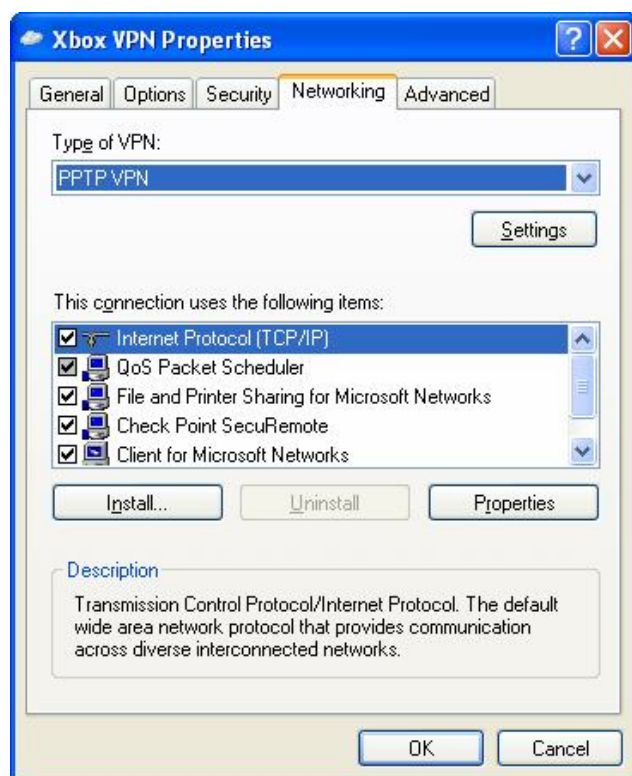 Xbox VPN Properties
?
General Options Security Networking Advanced
Type of VPN:
PPTP VPN
Settings
This connection uses the following items:
Internet Protocol (TCP/IP)
QoS Packet Scheduler
File and Printer Sharing for Microsoft Networks
Check Point SecuRemote
Client for Microsoft Networks
Install... Uninstall Properties
Description
Transmission Control Protocol/Internet Protocol. The default
wide area network protocol that provides communication
across diverse interconnected networks.
OK Cancel